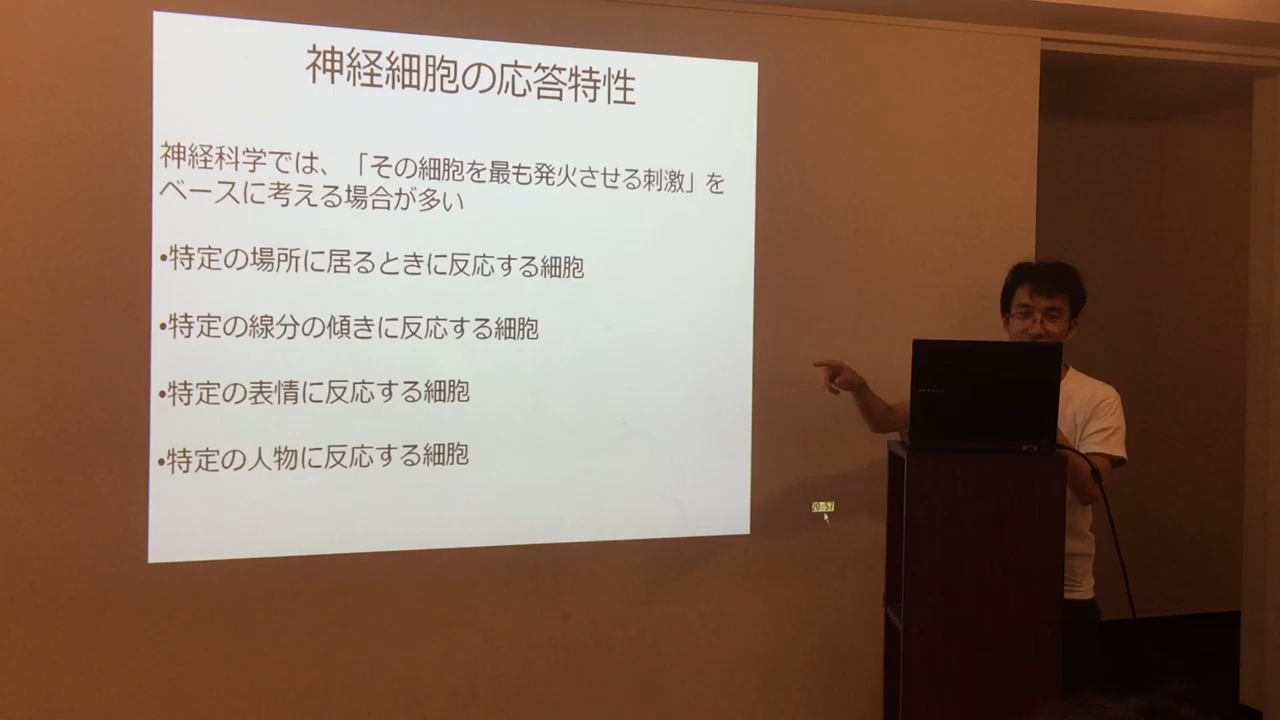 神経細胞の応答特性
神経科学では、「その細胞を最も発火させる刺激」を
ベースに考える場合が多い
•特定の場所に居るときに反応する細胞
•特定の線分の傾きに反応する細胞
•特定の表情に反応する細胞
•特定の人物に反応する細胞
20:57